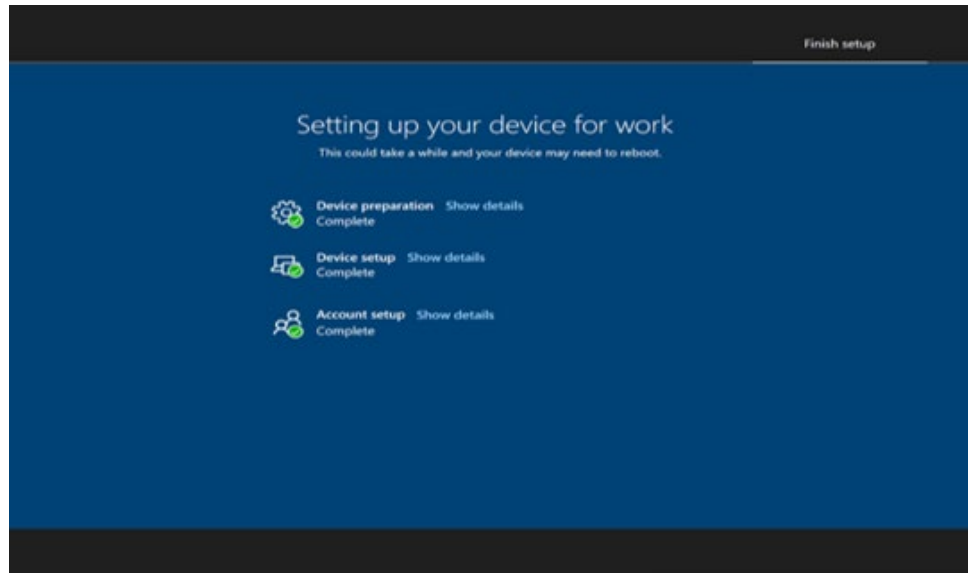 Finish setup
Setting up your device for work
This could take a while and your device may need to reboot.
Device preparation Show details
Complete
Device setup Show details
Complete
Account setup Show details
Complete